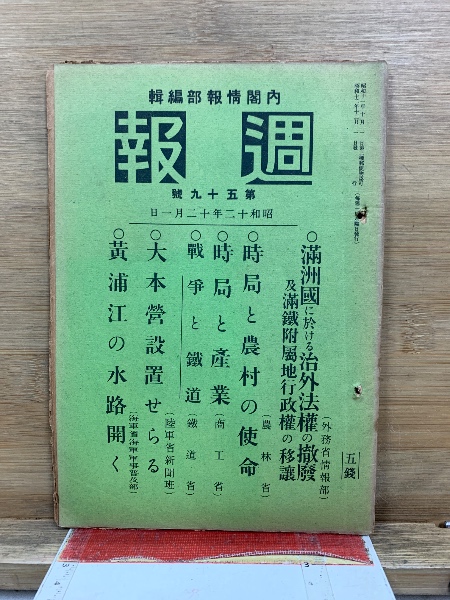 內閣情報部編輯
週報
第五十九號
昭和十二年十二月一日
○滿洲國に於ける治外法權の撤發
及滿鐵附屬地行政權の移讓
(外務省情報部)
○時局と農村の使命
(農林省)
○時局と產業
(商工省)
○戰爭と鐵道
(鐵道省)
○大本營設置せらる
(陸軍省新聞班)
○黃浦江の水路開く
(海軍省海軍軍事普及部)
五錢